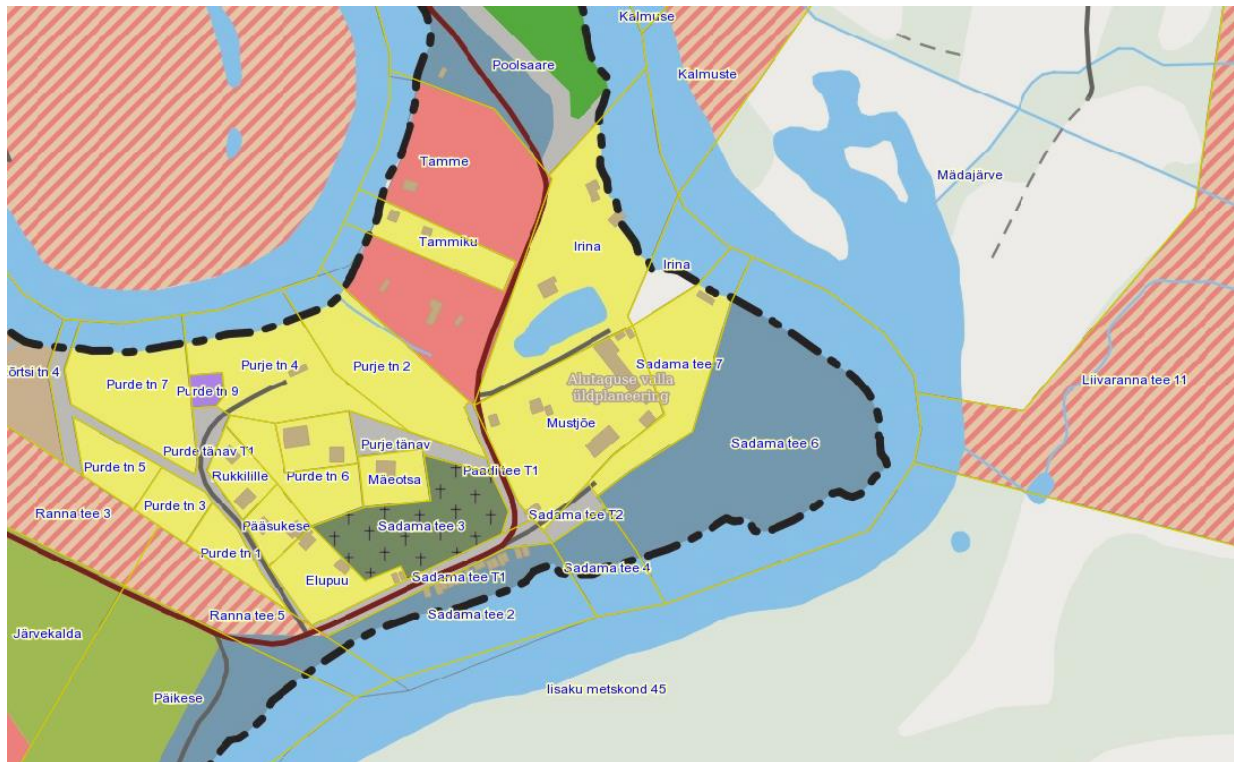 Kalmuse
Poolsaare
Kalmuste
Tamme
Mädajärve
Tammiku
Irina
Irina
Purje tn 4
Purje tn 2
Sadama tee 7
õrtsi tn 4
Purde tn 7
Purde tn 9
Alutaguse valla
üldplaneering
Liivaranna tee 11
Mustjõe
Purde tänav T1
Purje tänav
Sadama tee 6
Purde tn 5
Rukkilille
Purde tn 6
Mäeotsa
Paadi tee T1
Purde tn 3
Ranna tee 3
Pääsukese
Sadama tee 3
Sadama tee T2
Purde tn 1
Elupuu
Sadama tee T1
Sadama tee 4
Ranna tee 5
Sadama tee 2
Järvekalda
Päikese
Iisaku metskond 45